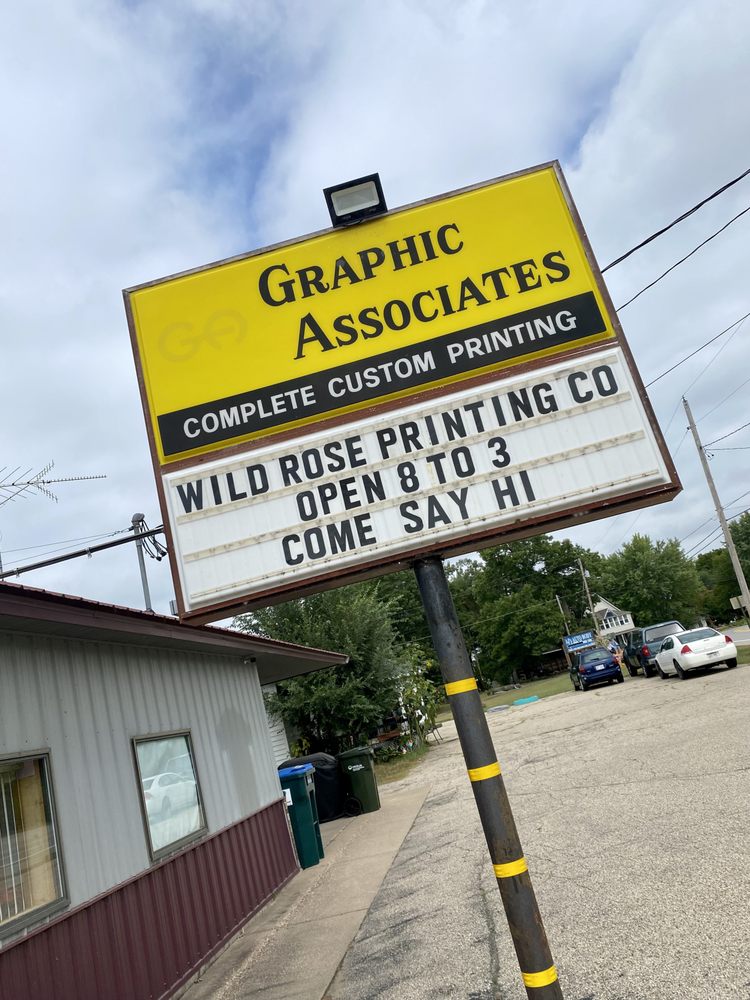 GRAPHIC
ASSOCIATES
COMPLETE CUSTOM PRINTING
WILD ROSE PRINTING CO
OPEN 8 TO 3
COME SAY HI